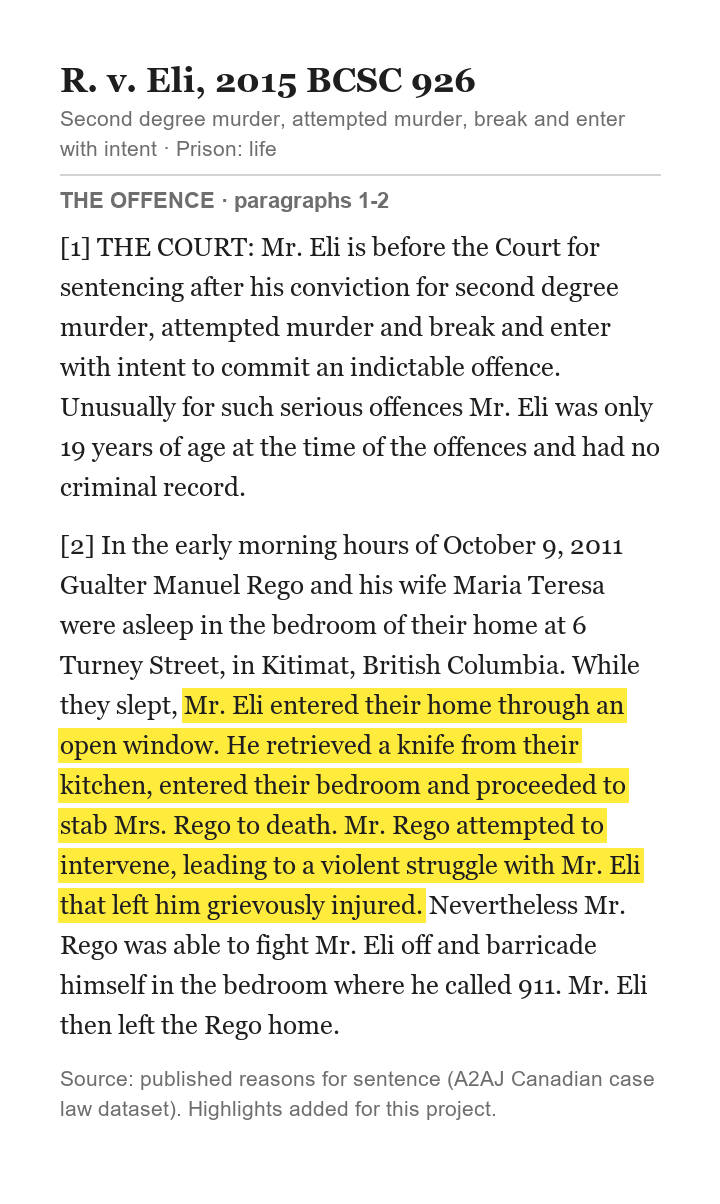 R. v. Eli, 2015 BCSC 926
Second degree murder, attempted murder, break and enter
with intent · Prison: life
THE OFFENCE · paragraphs 1-2
[1] THE COURT: Mr. Eli is before the Court for
sentencing after his conviction for second degree
murder, attempted murder and break and enter
with intent to commit an indictable offence.
Unusually for such serious offences Mr. Eli was only
19 years of age at the time of the offences and had no
criminal record.
[2] In the early morning hours of October 9, 2011
Gualter Manuel Rego and his wife Maria Teresa
were asleep in the bedroom of their home at 6
Turney Street, in Kitimat, British Columbia. While
they slept, Mr. Eli entered their home through an
open window. He retrieved a knife from their
kitchen, entered their bedroom and proceeded to
stab Mrs. Rego to death. Mr. Rego attempted to
intervene, leading to a violent struggle with Mr. Eli
that left him grievously injured. Nevertheless Mr.
Rego was able to fight Mr. Eli off and barricade
himself in the bedroom where he called 911. Mr. Eli
then left the Rego home.
Source: published reasons for sentence (A2AJ Canadian case
law dataset). Highlights added for this project.